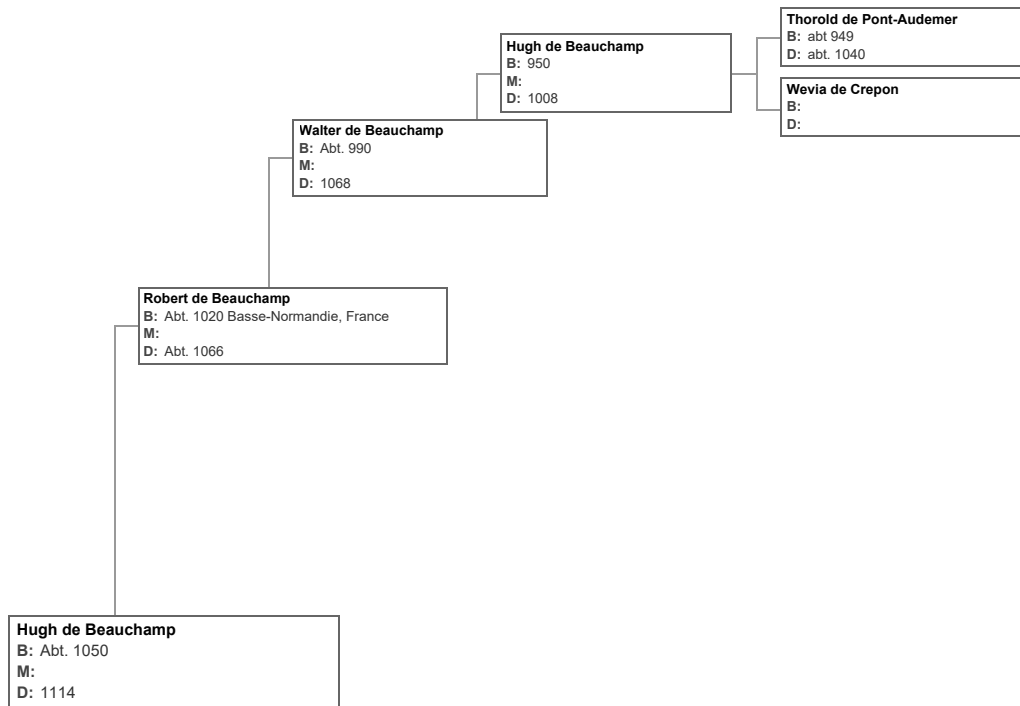 Thorold de Pont-Audemer
B: abt 949
D: abt. 1040
Hugh de Beauchamp
B: 950
M:
D: 1008
Wevia de Crepon
B:
D:
Walter de Beauchamp
B: Abt. 990
M:
D: 1068
Robert de Beauchamp
B: Abt. 1020 Basse-Normandie, France
M:
D: Abt. 1066
Hugh de Beauchamp
B: Abt. 1050
M:
D: 1114